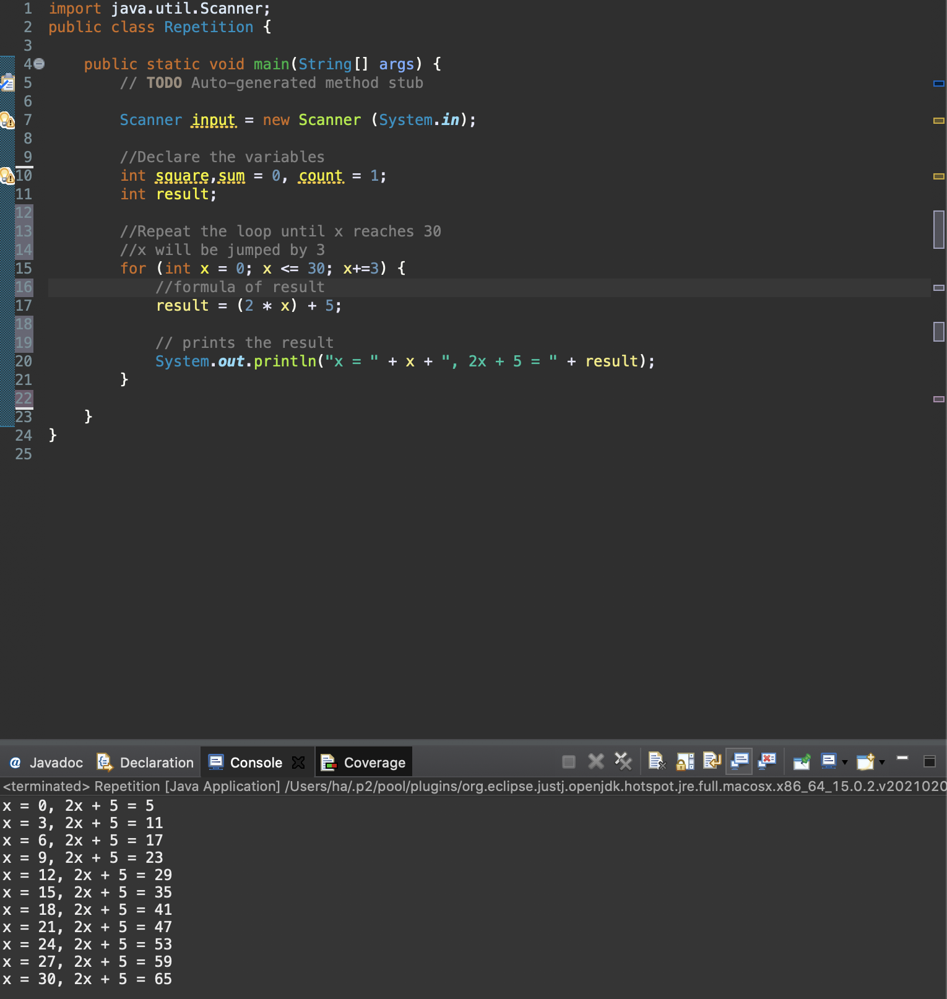 1 import java.util.Scanner;
2 public class Repetition {
3
4 public static void main(String[] args) {
5 // TODO Auto-generated method stub
6
7 Scanner input = new Scanner (System.in);
8
9 //Declare the variables
10 int square,sum = 0, count = 1;
11 int result;
12
13 //Repeat the loop until x reaches 30
14 //x will be jumped by 3
15 for (int x = 0; x <= 30; x+=3) {
16 //formula of result
17 result = (2 * x) + 5;
18
19 // prints the result
20 System.out.println("x = " + x + ", 2x + 5 = " + result);
21 }
22
23 }
24 }
25
@ Javadoc Declaration Console Coverage
<terminated> Repetition [Java Application] /Users/ha/.p2/pool/plugins/org.eclipse.justj.openjdk.hotspot.jre.full.macosx.x86_64_15.0.2.v2021020
x = 0, 2x + 5 = 5
x = 3, 2x + 5 = 11
x = 6, 2x + 5 = 17
x = 9, 2x + 5 = 23
x = 12, 2x + 5 = 29
x = 15, 2x + 5 = 35
x = 18, 2x + 5 = 41
x = 21, 2x + 5 = 47
x = 24, 2x + 5 = 53
x = 27, 2x + 5 = 59
x = 30, 2x + 5 = 65